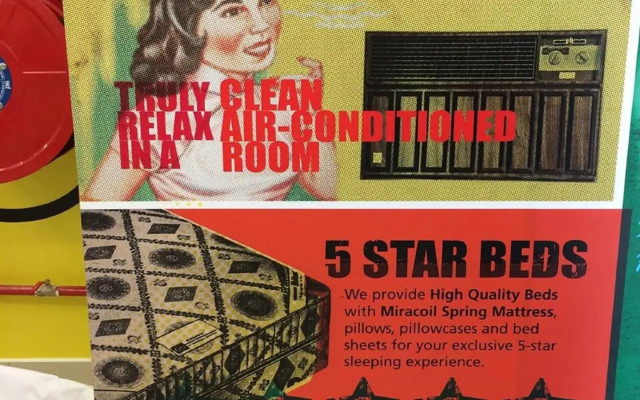 TRULY CLEAN
RELAX AIR-CONDITIONED
IN A ROOM
5 STAR BEDS
We provide High Quality Beds
with Miracoil Spring Mattress,
pillows, pillowcases and bed
sheets for your exclusive 5-star
sleeping experience.